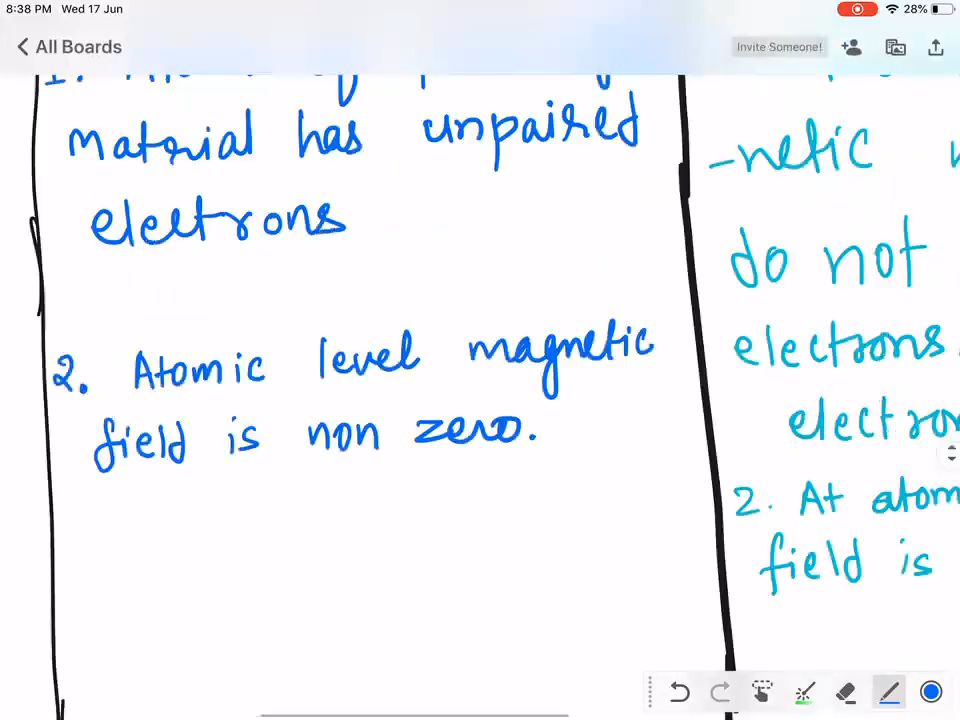 8:38 PM Wed 17 Jun
28%
All Boards
Invite Someone!
material has unpaired
electrons
2. Atomic level magnetic
field is non zero.
-netic
do not
electrons.
electron
2. At atom
field is